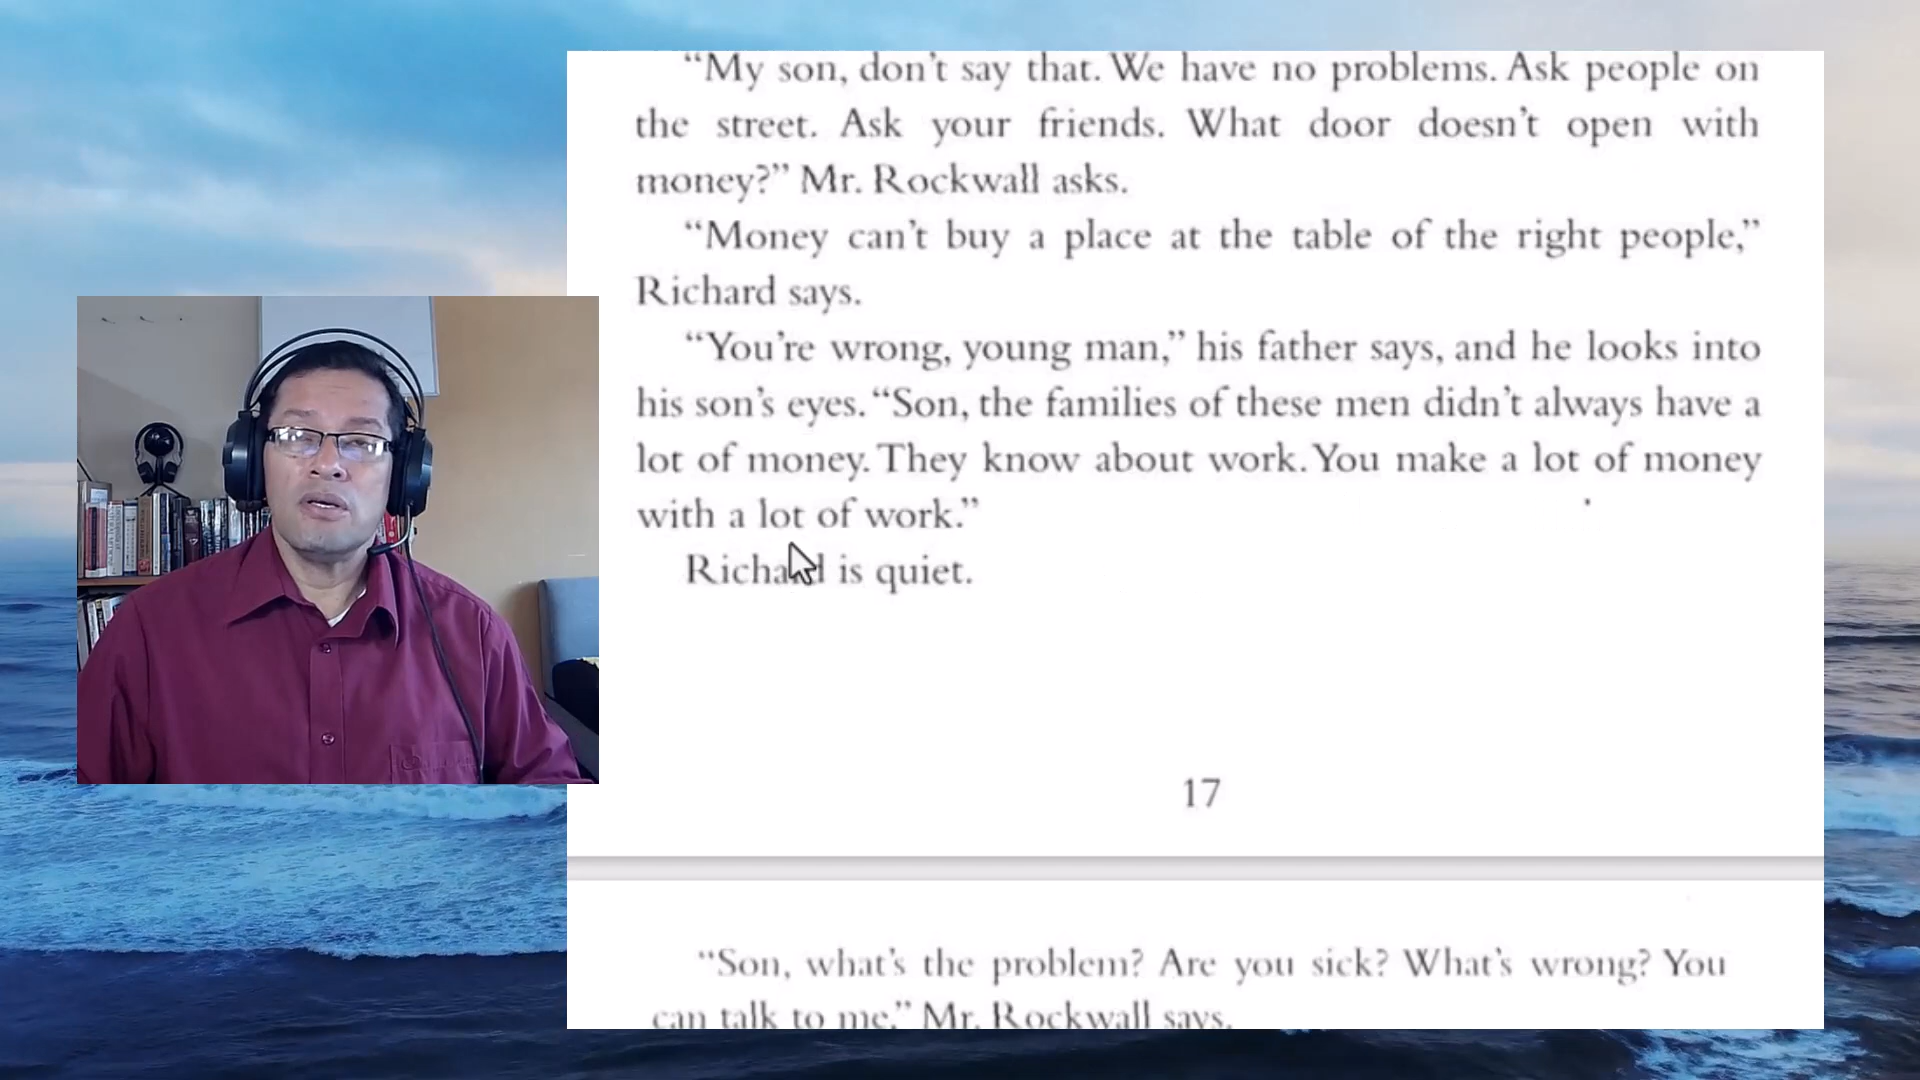 “My son, don’t say that. We have no problems. Ask people on
the street. Ask your friends. What door doesn’t open with
money?” Mr. Rockwall asks.
“Money can’t buy a place at the table of the right people,”
Richard says.
“You’re wrong, young man,” his father says, and he looks into
his son’s eyes. “Son, the families of these men didn’t always have a
lot of money. They know about work. You make a lot of money
with a lot of work.”
Richard is quiet.
17
“Son, what’s the problem? Are you sick? What’s wrong? You
can talk to me.” Mr. Rockwall says.